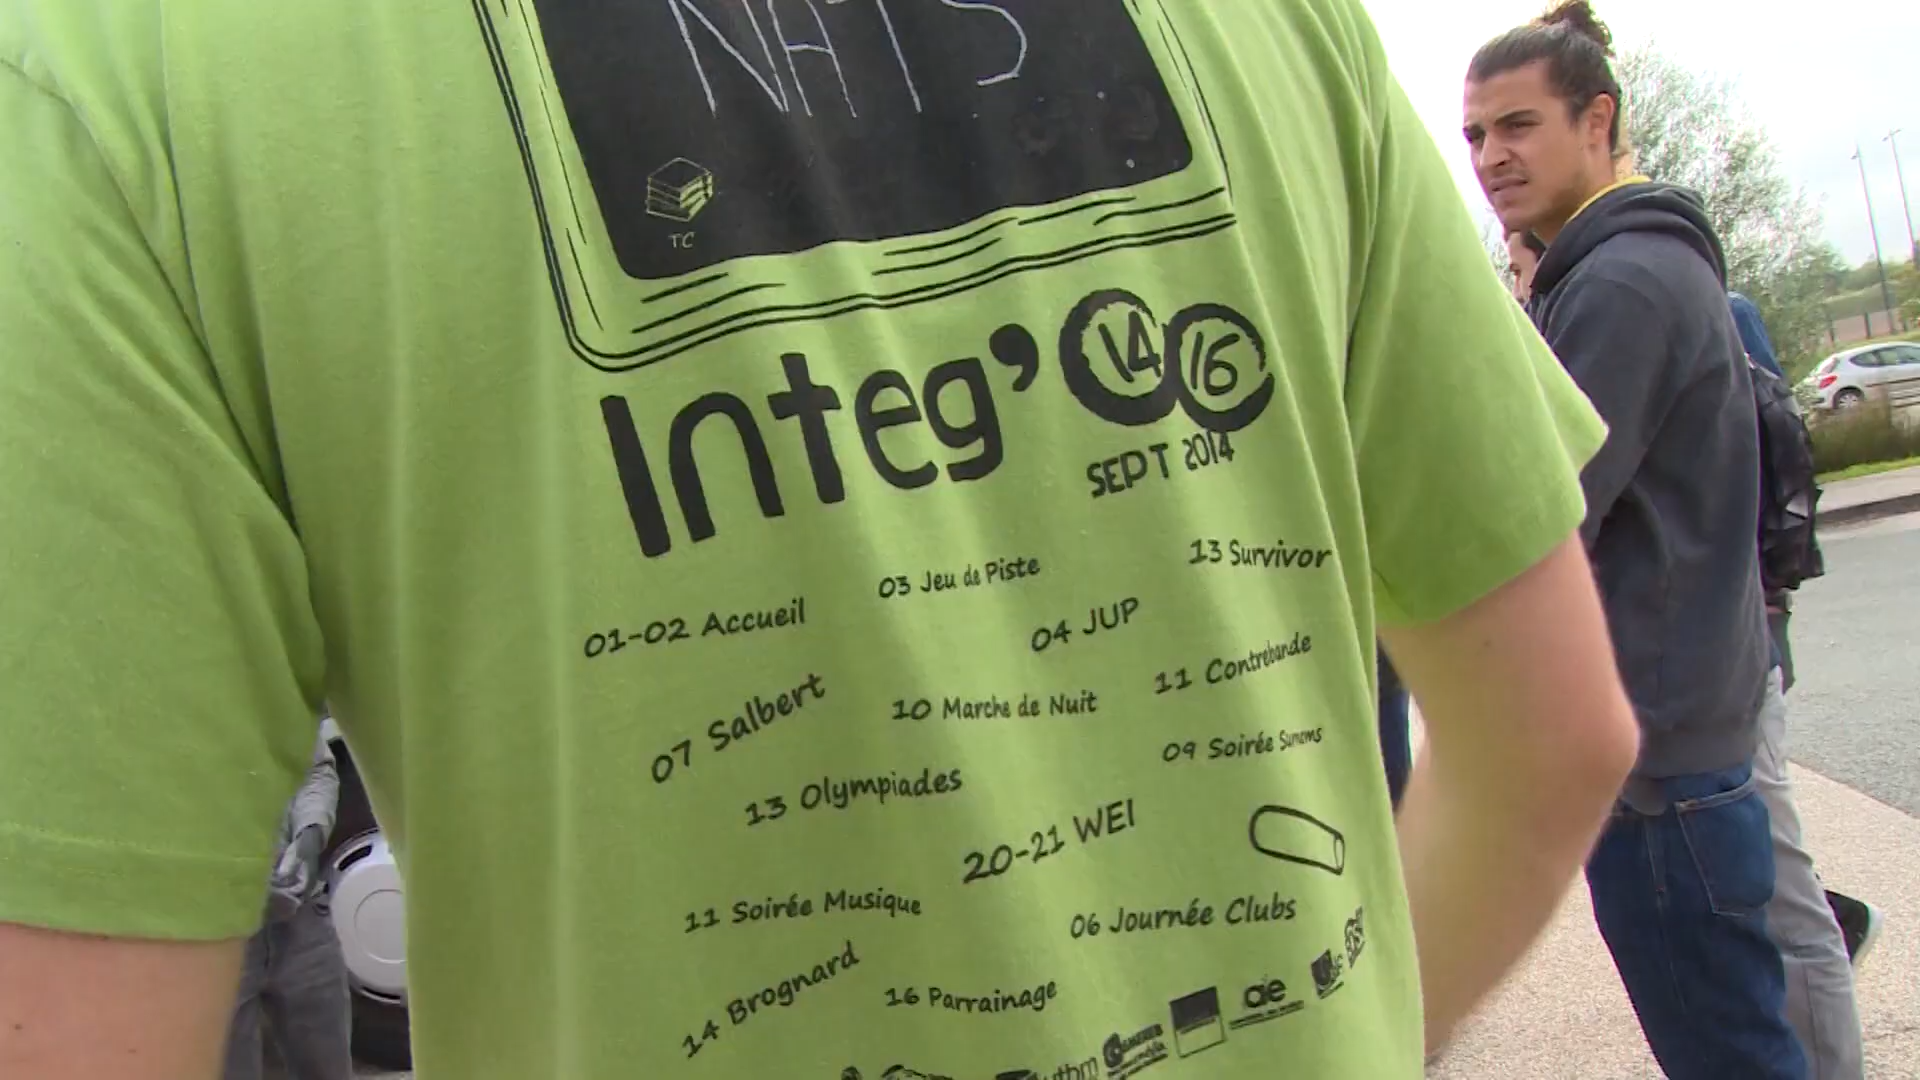 NATS
TC
Integ' 14 16
SEPT 2014
13 Survivor
03 Jeu de Piste
01-02 Accueil
04 JUP
11 Contrebande
07 Salbert
10 Marche de Nuit
09 Soirée Surnoms
13 Olympiades
20-21 WEI
11 Soirée Musique
06 Journée Clubs
14 Brognard
16 Parrainage
aie
utbm